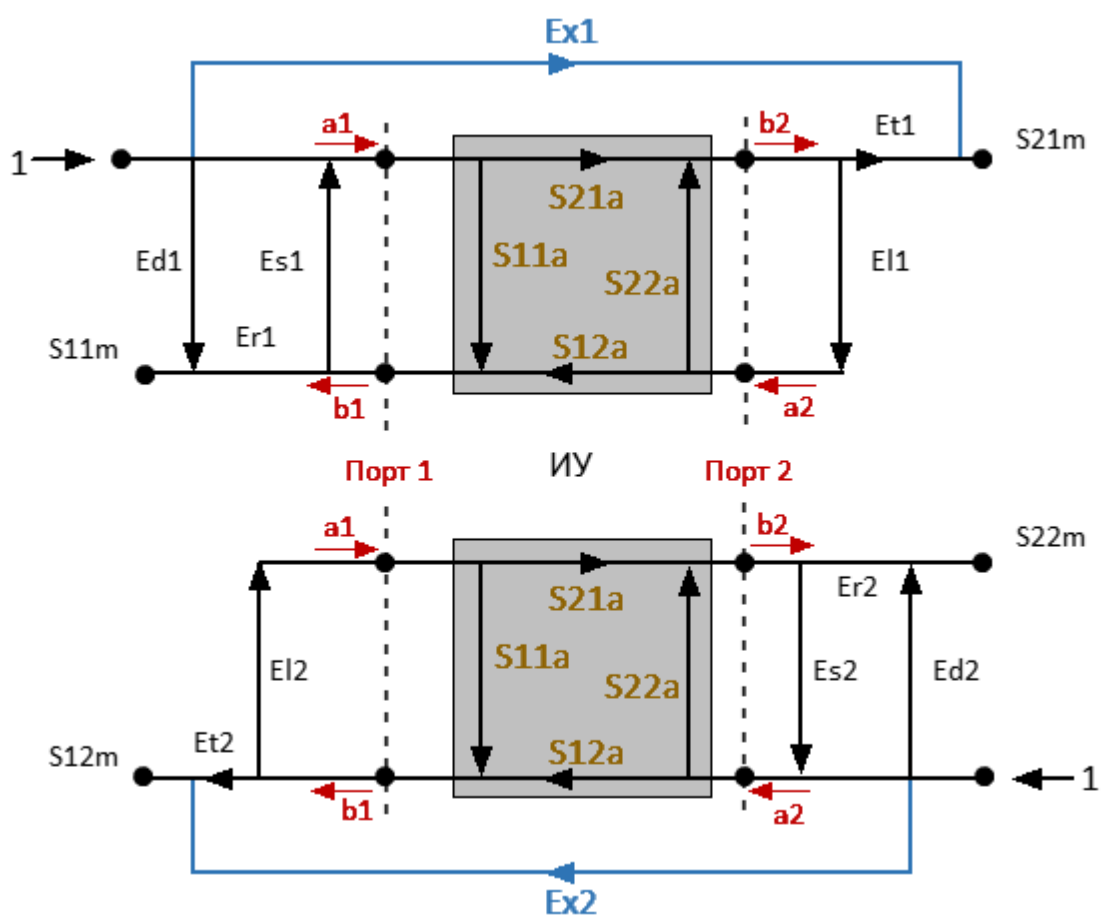 Ex1
a1
b2
Et1
S21m
1
S21a
Ed1
Es1
S11a
S22a
El1
S11m
Er1
S12a
b1
a2
Порт 1
ИУ
Порт 2
a1
b2
S22m
S21a
Er2
El2
S11a
S22a
Es2
Ed2
S12m
Et2
S12a
1
b1
a2
Ex2